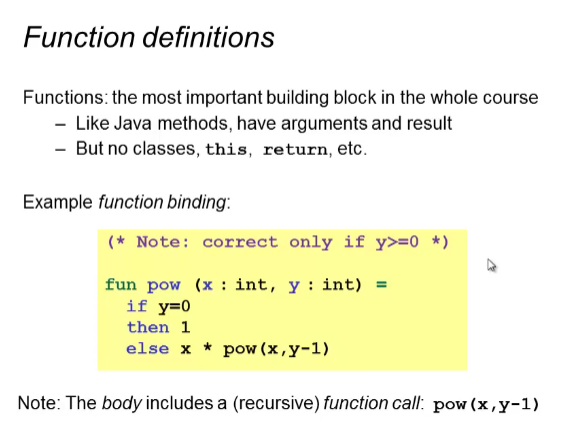 Function definitions
Functions: the most important building block in the whole course
– Like Java methods, have arguments and result
– But no classes, this, return, etc.
Example function binding:
(* Note: correct only if y>=0 *)
fun pow (x : int, y : int) =
if y=0
then 1
else x * pow(x,y-1)
Note: The body includes a (recursive) function call: pow(x,y-1)